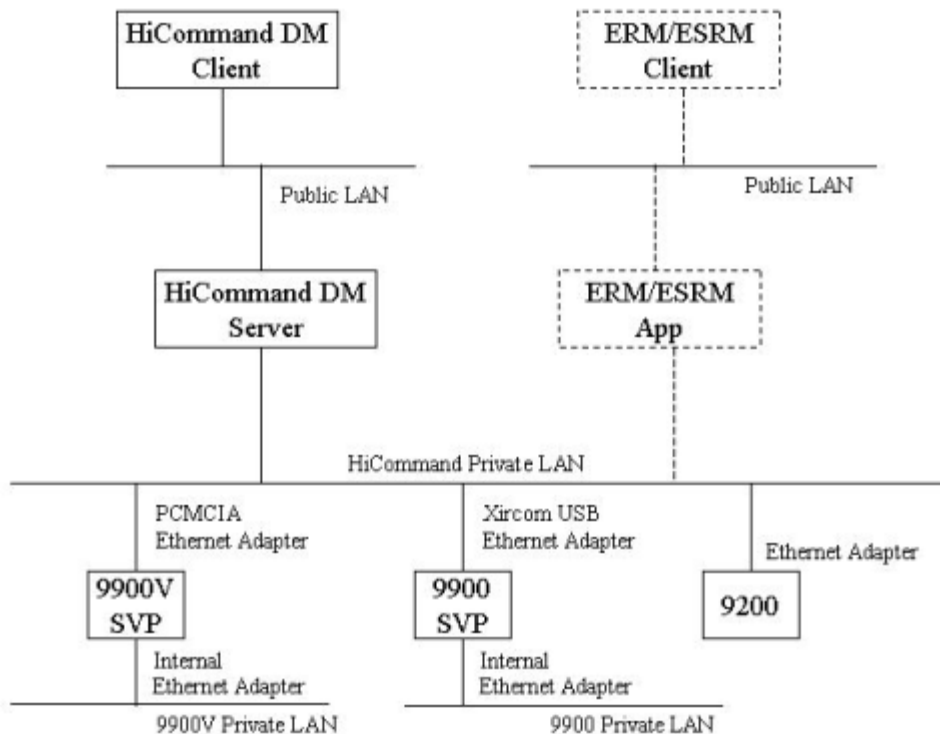 HiCommand DM
Client
ERM/ESRM
Client
Public LAN
Public LAN
HiCommand DM
Server
ERM/ESRM
App
HiCommand Private LAN
PCMCIA
Ethernet Adapter
Xircom USB
Ethernet Adapter
Ethernet Adapter
9900V
SVP
9900
SVP
9200
Internal
Ethernet Adapter
Internal
Ethernet Adapter
9900V Private LAN
9900 Private LAN